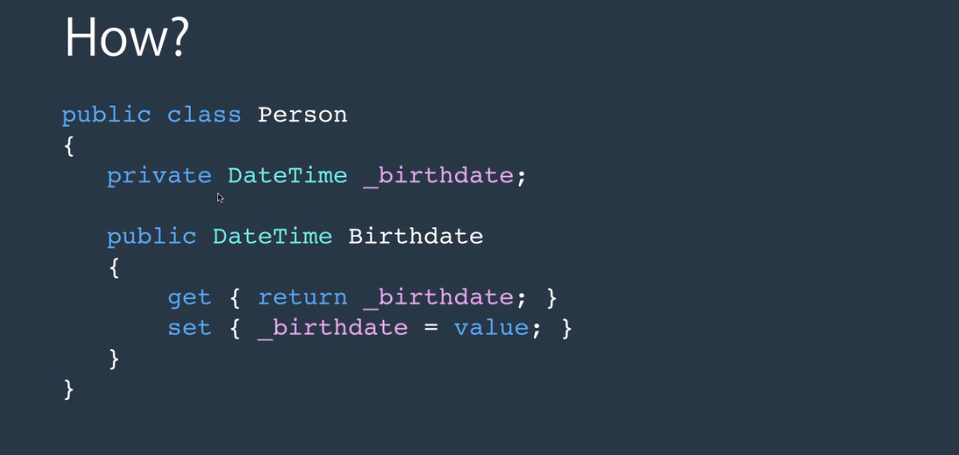 How?
public class Person
{
private DateTime _birthdate;
public DateTime Birthdate
{
get { return _birthdate; }
set { _birthdate = value; }
}
}